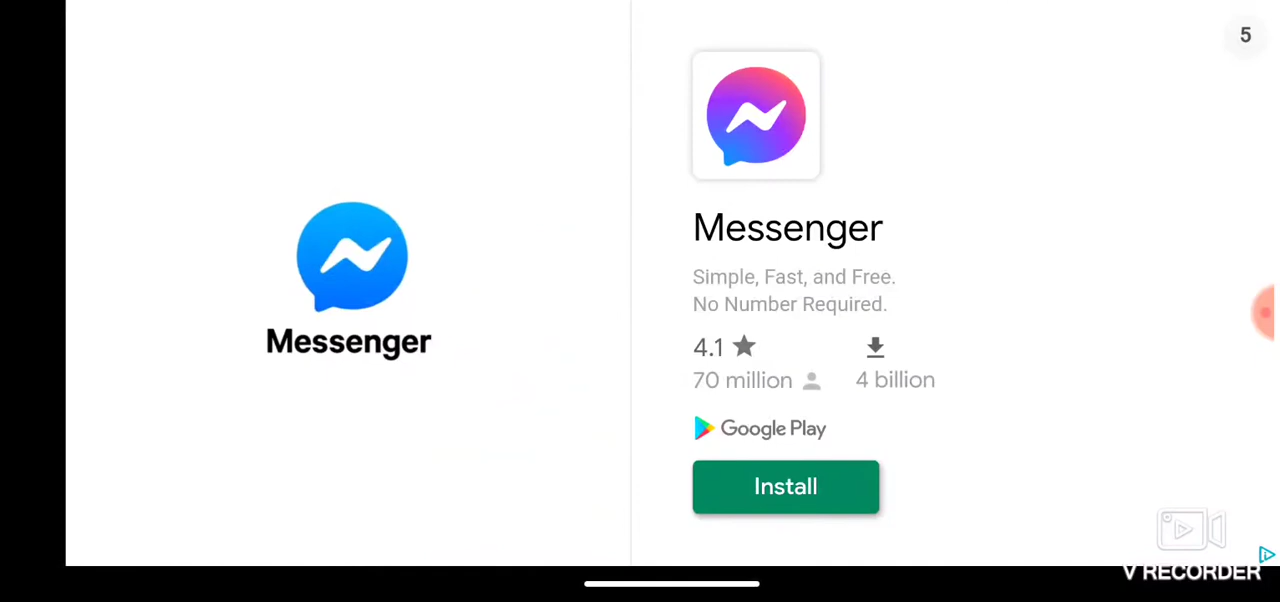 5
Messenger
Messenger
Simple, Fast, and Free.
No Number Required.
4.1
70 million
4 billion
Google Play
Install
V RECORDER